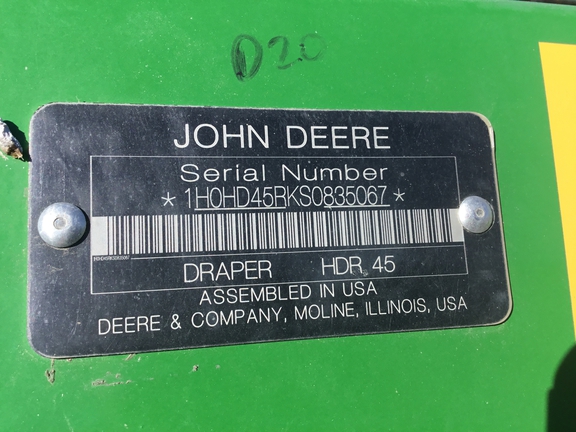 D20
JOHN DEERE
Serial Number
*1H0HD45RKS0835067*
DRAPER HDR 45
ASSEMBLED IN USA
DEERE & COMPANY, MOLINE, ILLINOIS, USA